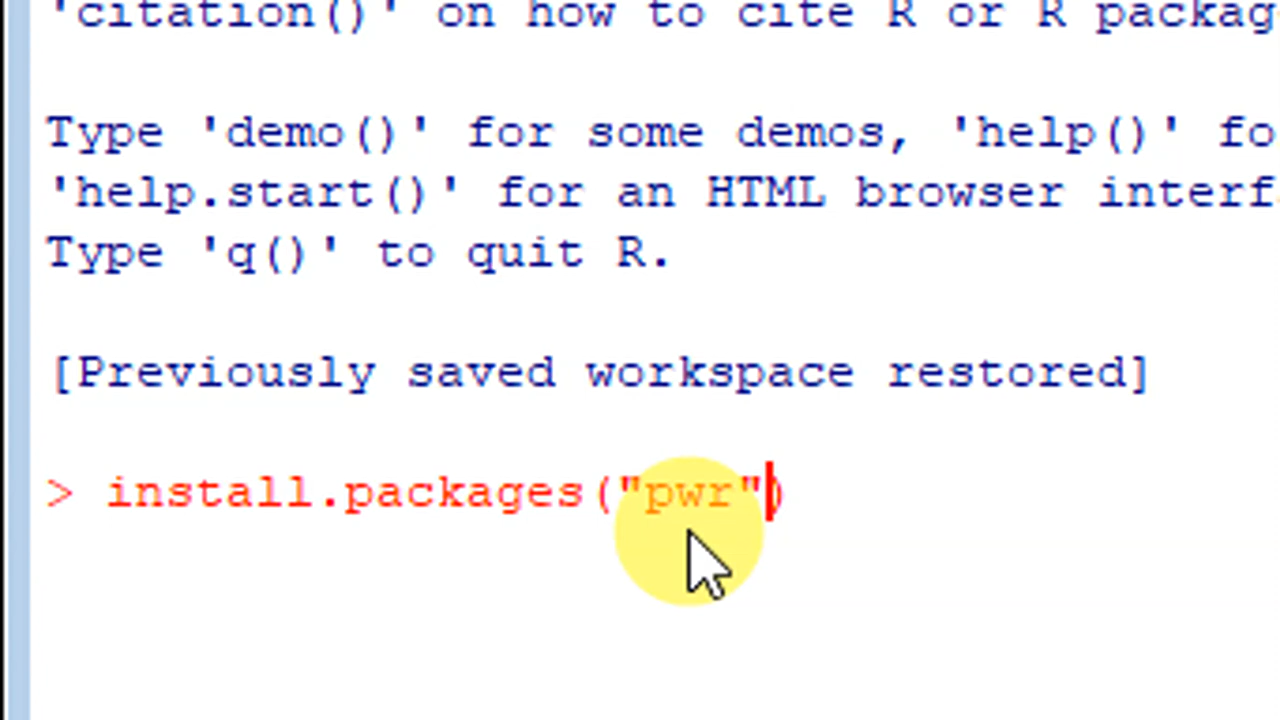 'citation()' on how to cite R or R packag
Type 'demo()' for some demos, 'help()' fo
'help.start()' for an HTML browser interf
Type 'q()' to quit R.
[Previously saved workspace restored]
> install.packages("pwr")